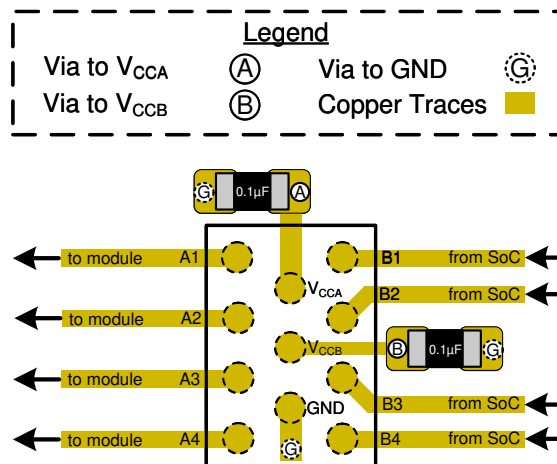 Legend
Via to VCCA A Via to GND G
Via to VCCB B Copper Traces
G 0.1µF A
to module A1 B1 from SoC
VCCA
B2 from SoC
to module A2
VCCB B 0.1µF G
to module A3
GND B3 from SoC
to module A4 B4 from SoC
G